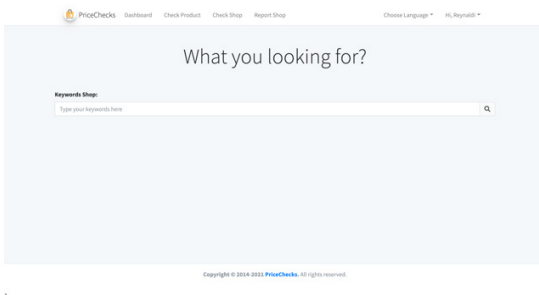 PriceChecks Dashboard Check Product Check Shop Report Shop Choose Language Hi, Reynaldi
What you looking for?
Keywords Shop:
Type your keywords here
Copyright © 2014-2021 PriceChecks. All rights reserved.